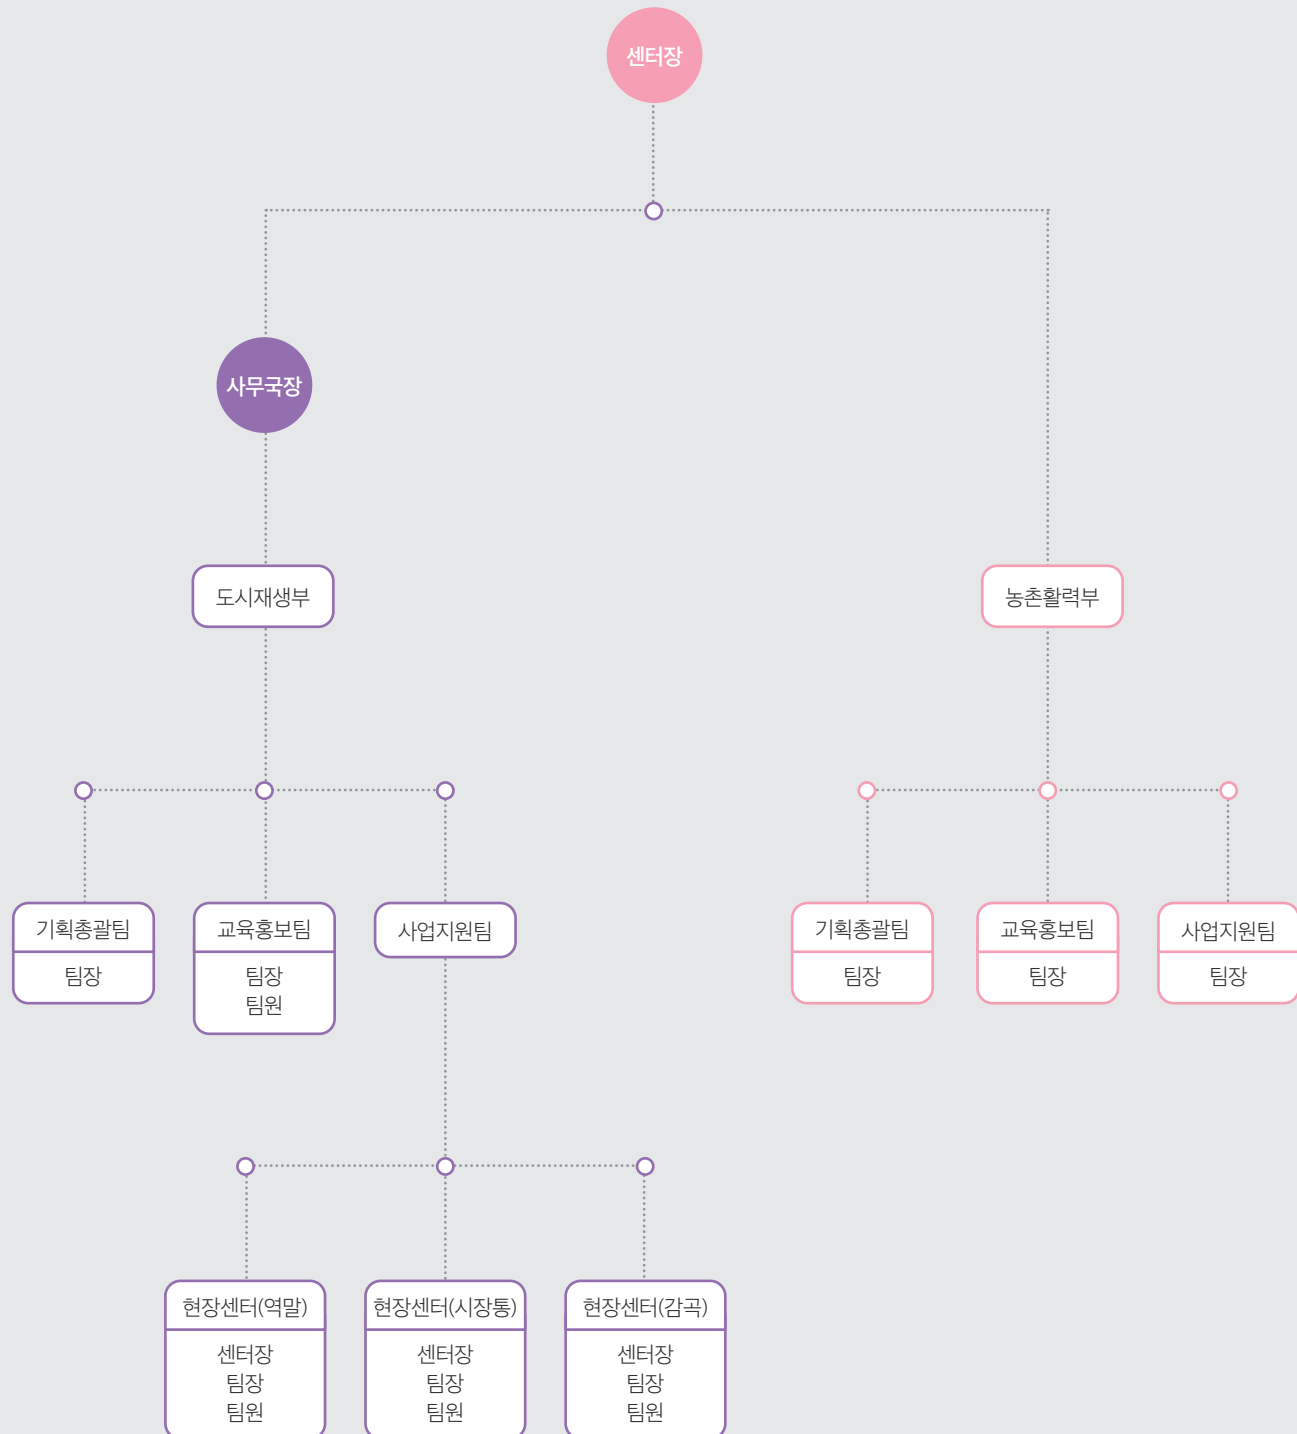 센터장
사무국장
도시재생부
농촌활력부
기획총괄팀
팀장
교육홍보팀
팀장
팀원
사업지원팀
기획총괄팀
팀장
교육홍보팀
팀장
사업지원팀
팀장
현장센터(역말)
센터장
팀장
팀원
현장센터(시장통)
센터장
팀장
팀원
현장센터(감곡)
센터장
팀장
팀원